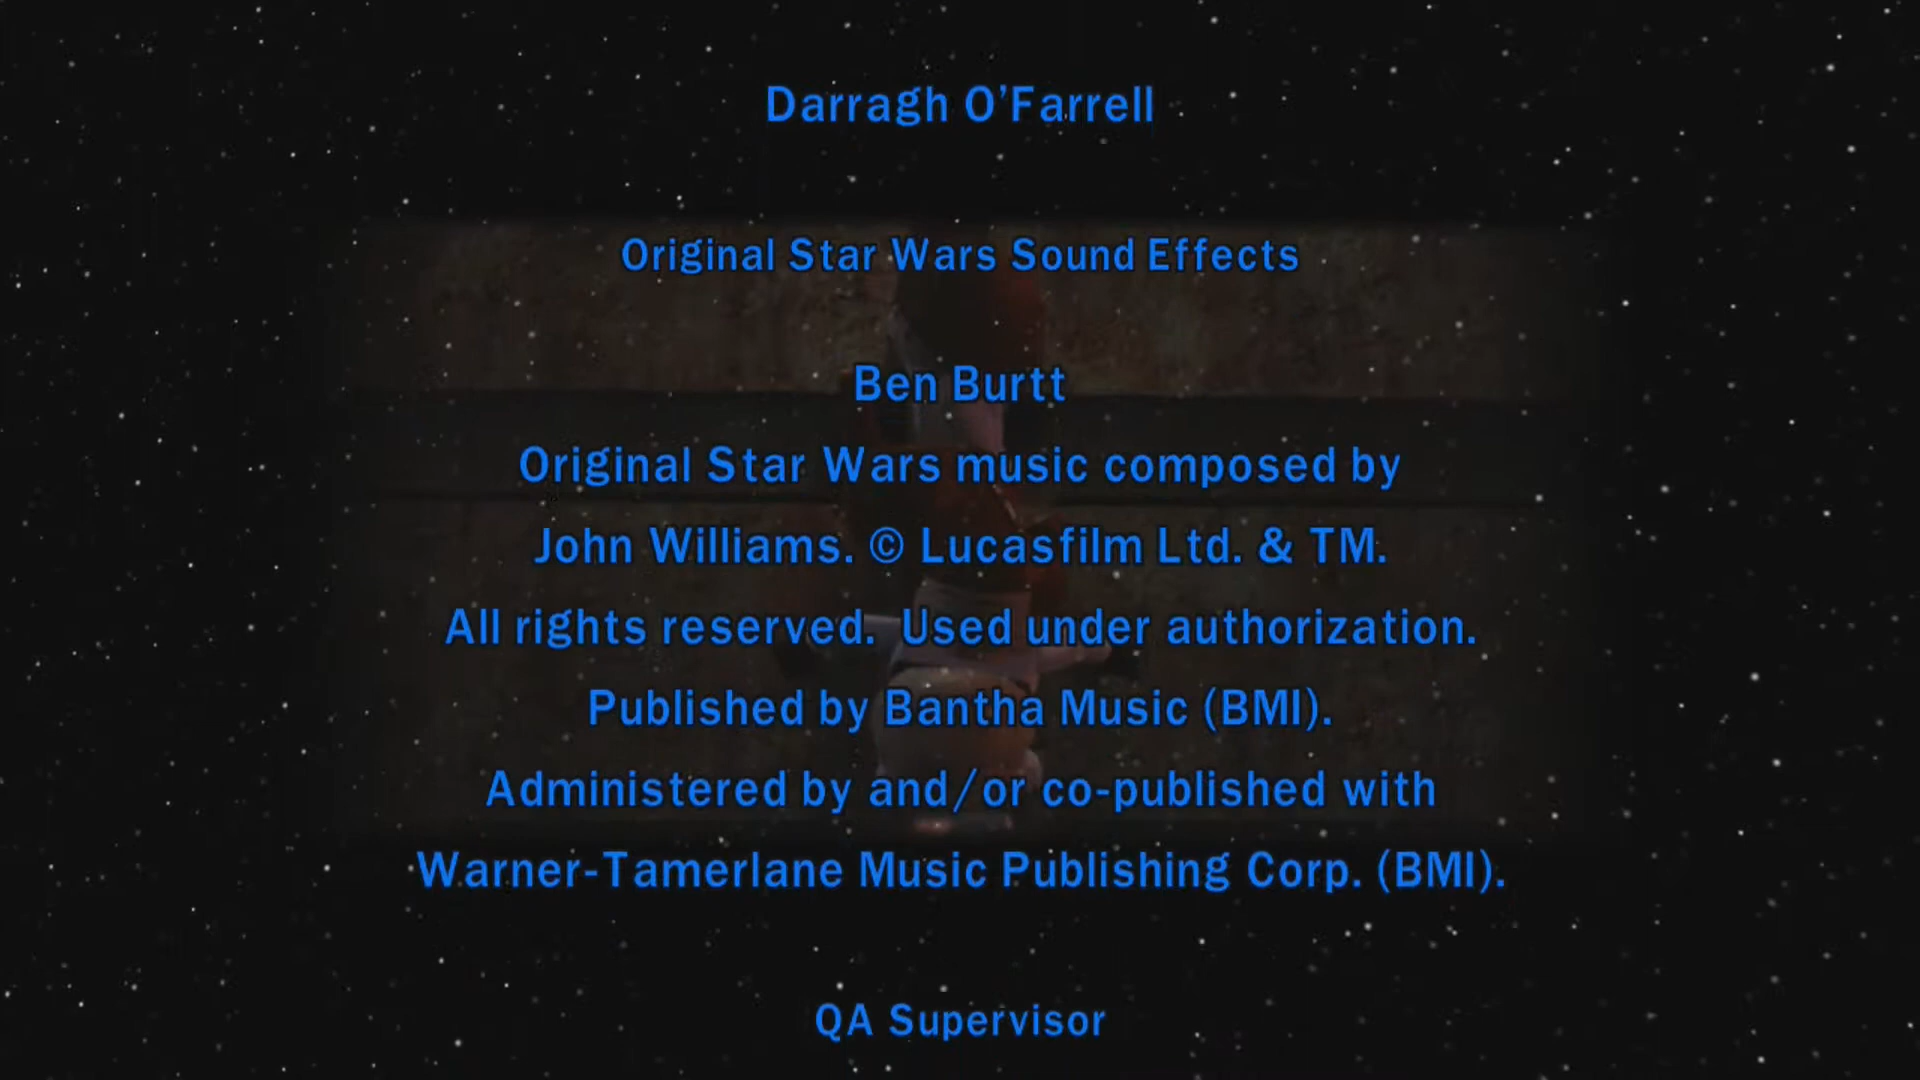 Darragh O’Farrell
Original Star Wars Sound Effects
Ben Burtt
Original Star Wars music composed by
John Williams. © Lucasfilm Ltd. & TM.
All rights reserved.  Used under authorization.
Published by Bantha Music (BMI).
Administered by and/or co-published with
Warner-Tamerlane Music Publishing Corp. (BMI).
QA Supervisor